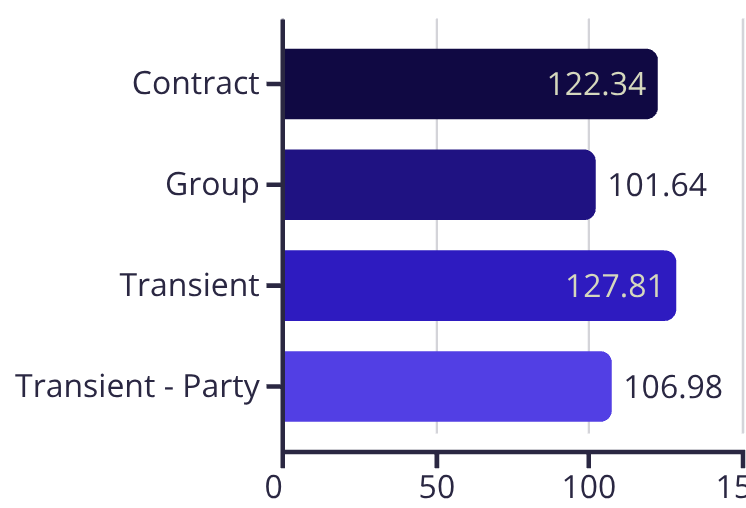 Contract 122.34
Group 101.64
Transient 127.81
Transient - Party 106.98
0 50 100